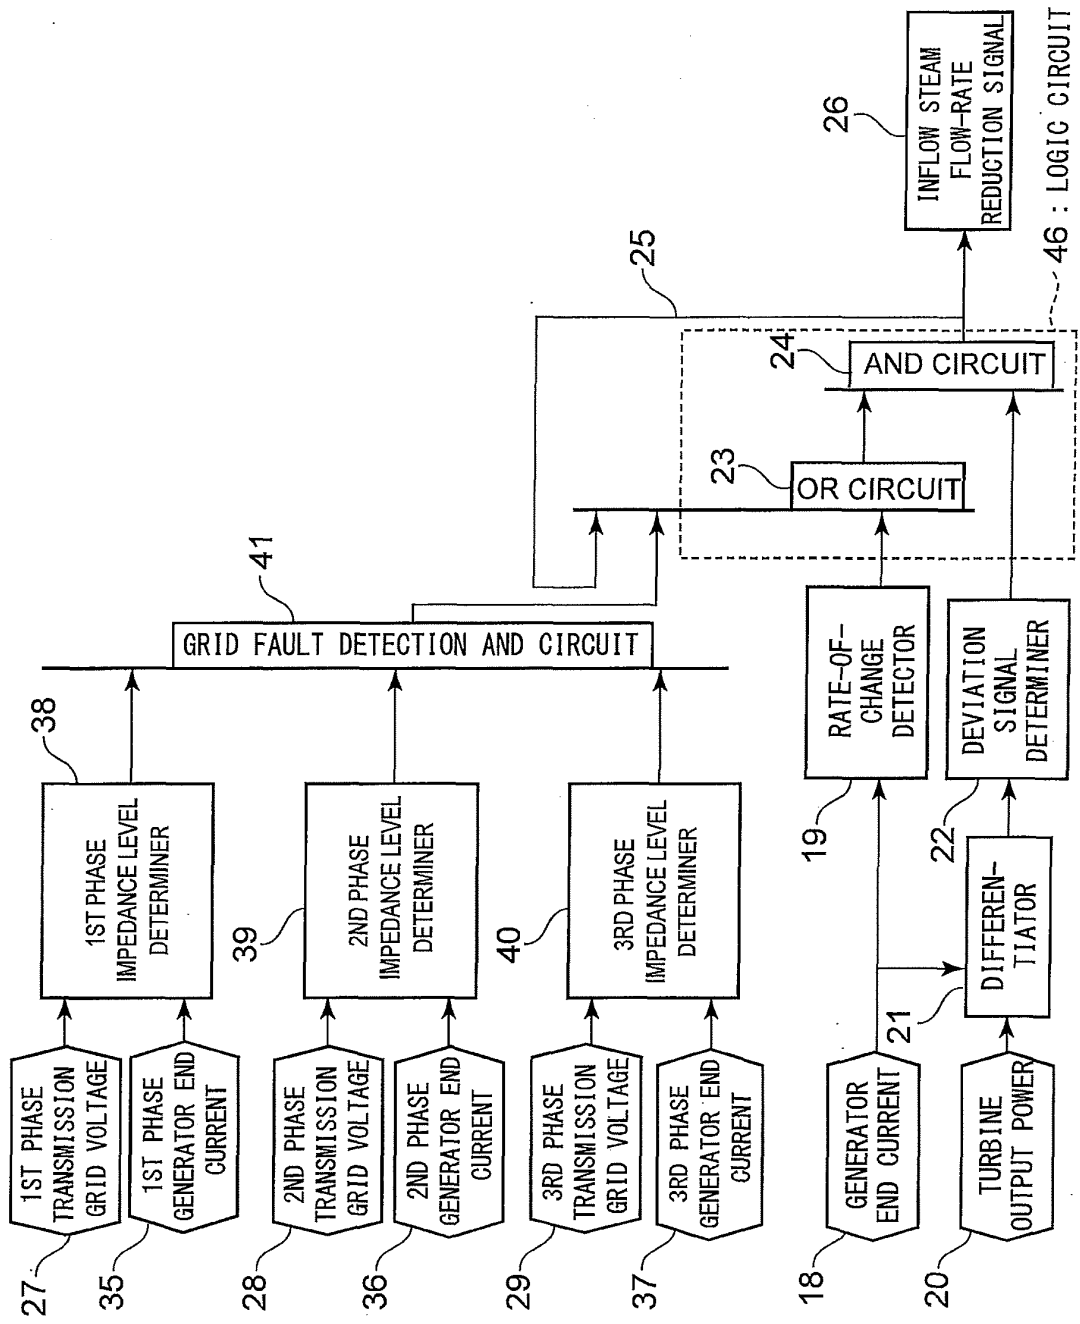 27
1ST PHASE
TRANSMISSION
GRID VOLTAGE
35
1ST PHASE
GENERATOR END
CURRENT
38
1ST PHASE
IMPEDANCE LEVEL
DETERMINER
28
2ND PHASE
TRANSMISSION
GRID VOLTAGE
36
2ND PHASE
GENERATOR END
CURRENT
39
2ND PHASE
IMPEDANCE LEVEL
DETERMINER
29
3RD PHASE
TRANSMISSION
GRID VOLTAGE
37
3RD PHASE
GENERATOR END
CURRENT
40
3RD PHASE
IMPEDANCE LEVEL
DETERMINER
41
GRID FAULT DETECTION AND CIRCUIT
18
GENERATOR
END CURRENT
19
RATE-OF-
CHANGE
DETECTOR
20
TURBINE
OUTPUT POWER
21
DIFFEREN-
TIATOR
22
DEVIATION
SIGNAL
DETERMINER
23
OR CIRCUIT
24
AND CIRCUIT
25
26
INFLOW STEAM
FLOW-RATE
REDUCTION SIGNAL
46 : LOGIC CIRCUIT